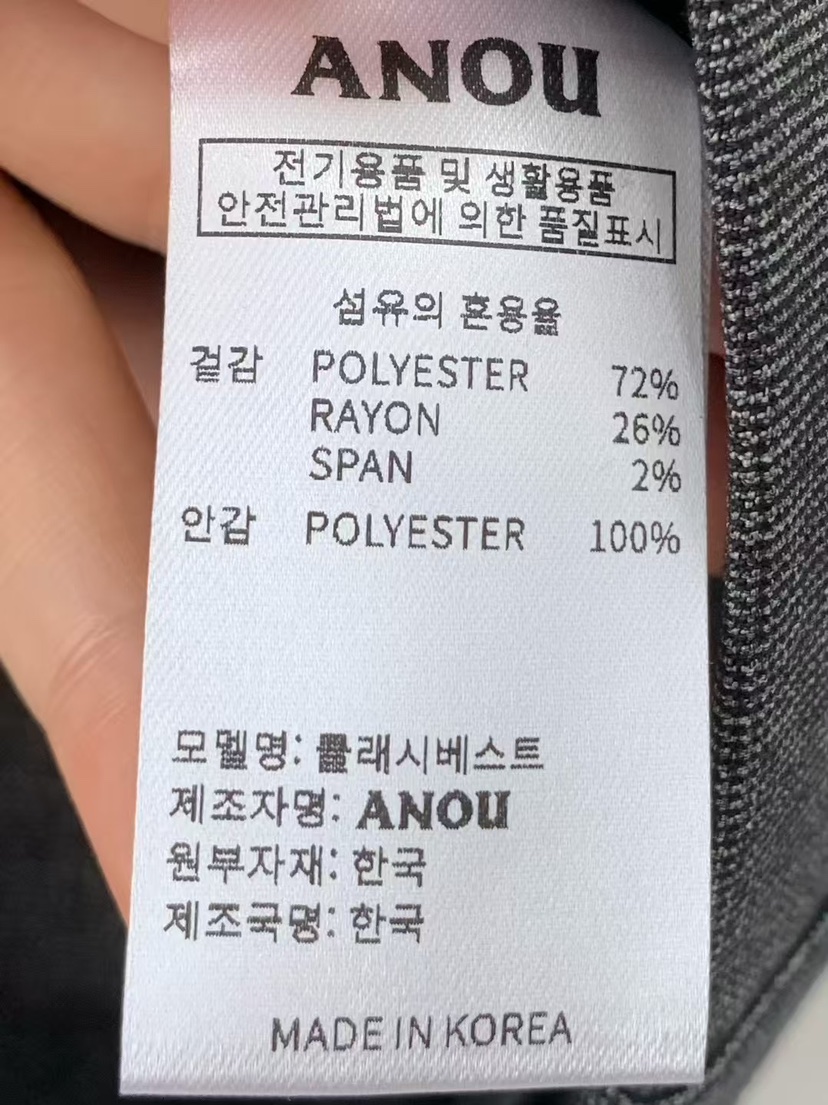 ANOU
전기용품 및 생활용품
안전관리법에 의한 품질표시
섬유의 혼용율
겉감 POLYESTER 72%
RAYON 26%
SPAN 2%
안감 POLYESTER 100%
모델명: 클래시베스트
제조자명: ANOU
원부자재: 한국
제조국명: 한국
MADE IN KOREA